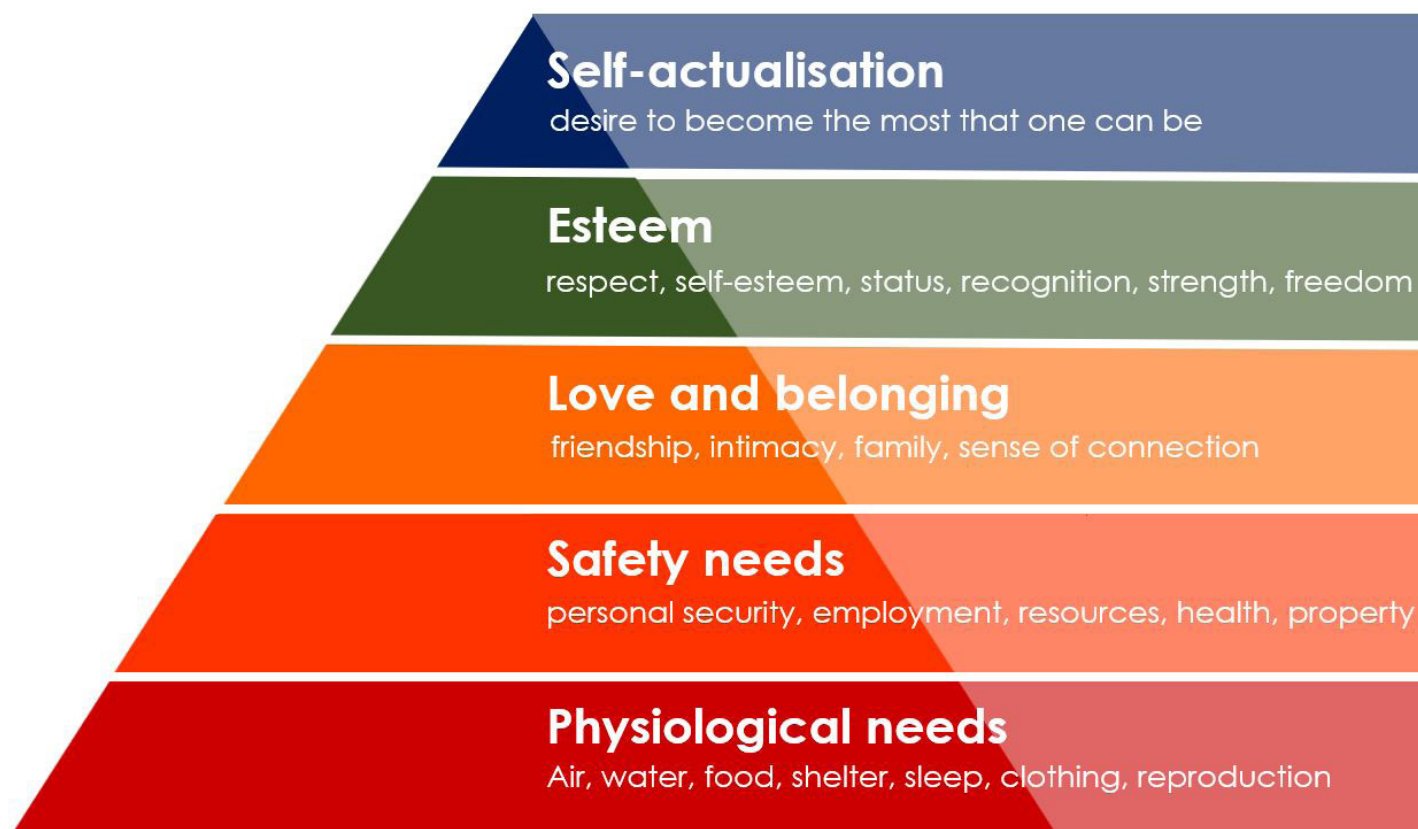 Self-actualisation
desire to become the most that one can be
Esteem
respect, self-esteem, status, recognition, strength, freedom
Love and belonging
friendship, intimacy, family, sense of connection
Safety needs
personal security, employment, resources, health, property
Physiological needs
Air, water, food, shelter, sleep, clothing, reproduction